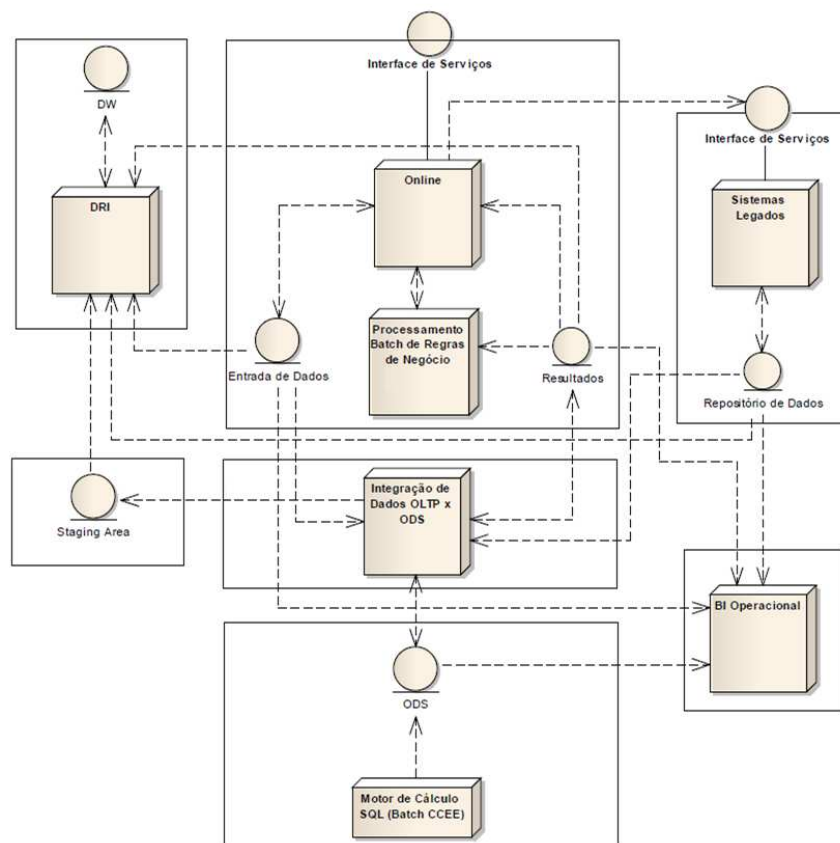 Interface de Serviços
DW
Interface de Serviços
DRI
Online
Sistemas
Legados
Processamento
Batch de Regras
de Negócio
Entrada de Dados
Resultados
Repositório de Dados
Staging Area
Integração de
Dados OLTP x
ODS
BI Operacional
ODS
Motor de Cálculo
SQL (Batch CCEE)